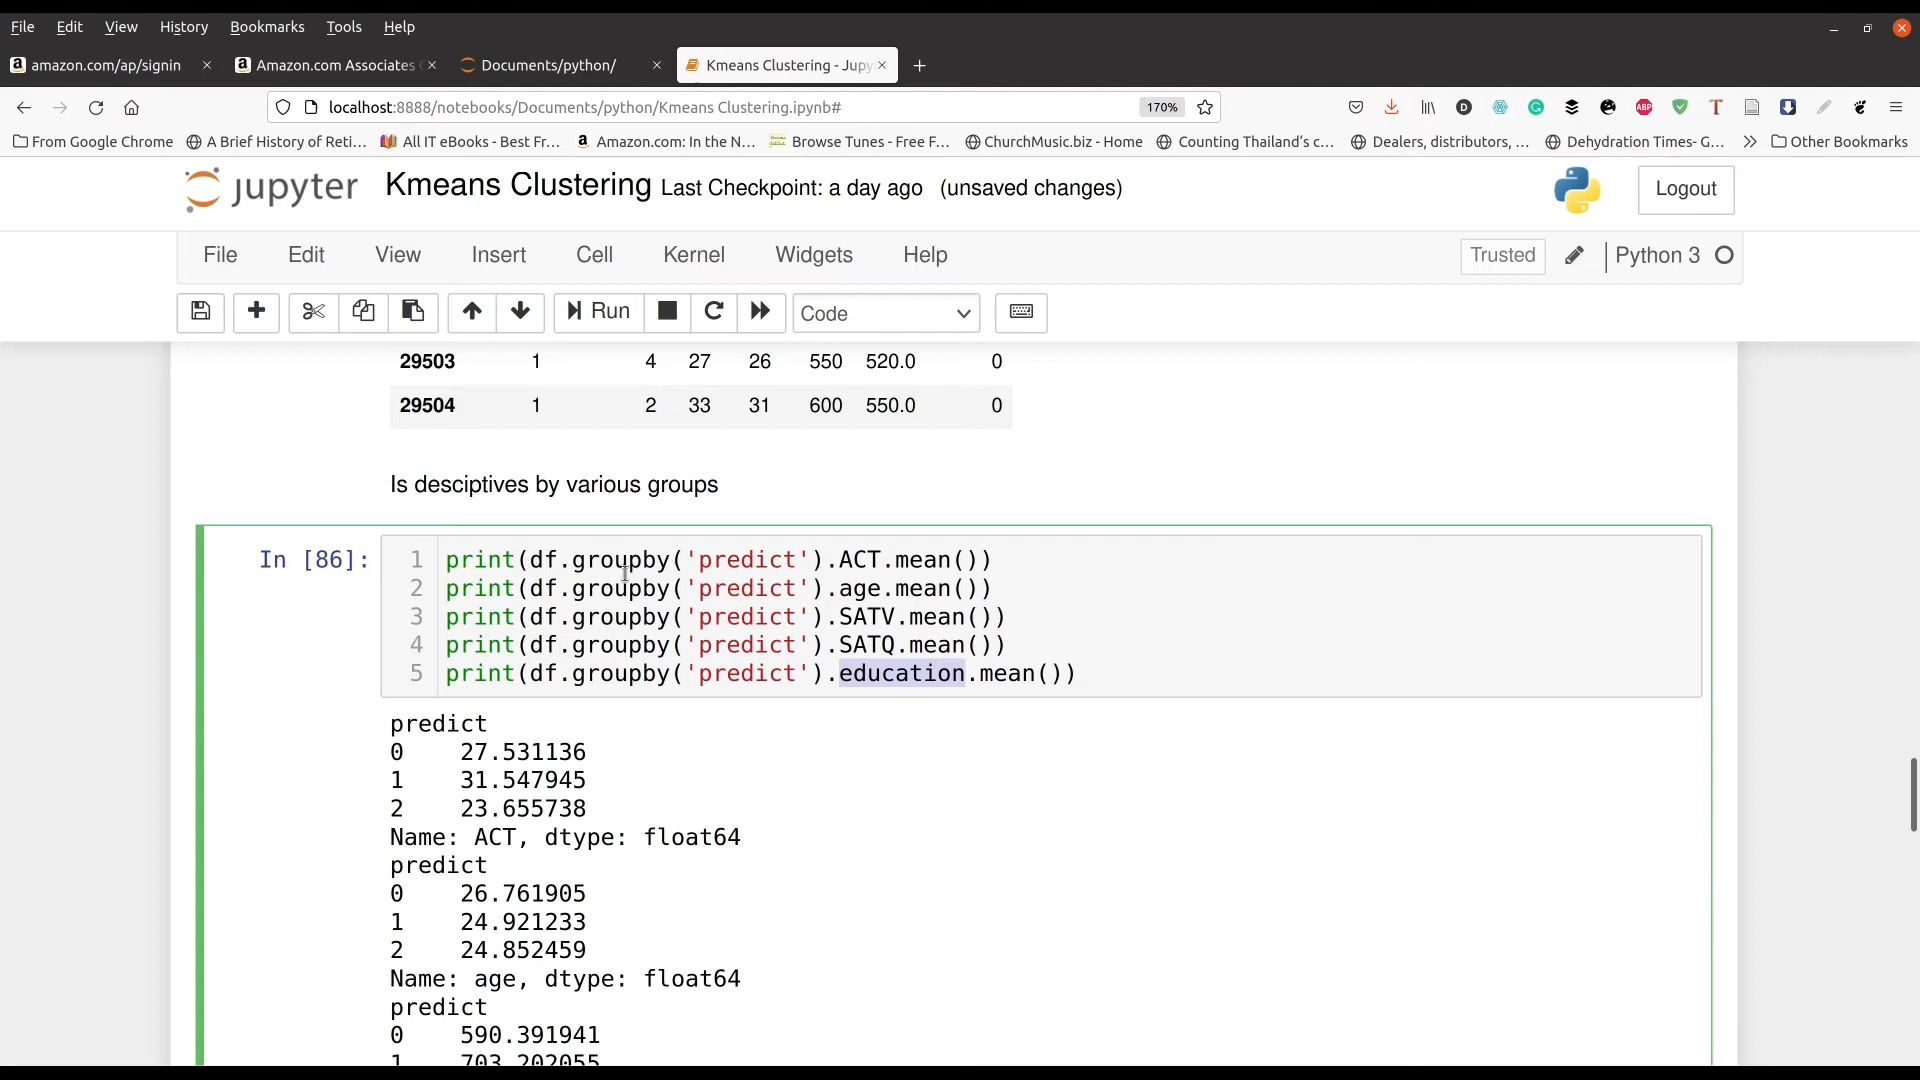 File Edit View History Bookmarks Tools Help
amazon.com/ap/signin Amazon.com Associates Documents/python/ Kmeans Clustering - Jupy
localhost:8888/notebooks/Documents/python/Kmeans Clustering.ipynb# 170% D ABP T
From Google Chrome A Brief History of Reti... All IT eBooks - Best Fr... Amazon.com: In the N... Browse Tunes - Free F... ChurchMusic.biz - Home Counting Thailand's c... Dealers, distributors, ... Dehydration Times- G... Other Bookmarks
jupyter Kmeans Clustering Last Checkpoint: a day ago (unsaved changes) Logout
File Edit View Insert Cell Kernel Widgets Help Trusted Python 3
Run Code
29503 1 4 27 26 550 520.0 0
29504 1 2 33 31 600 550.0 0
Is desciptives by various groups
In [86]: 1 print(df.groupby('predict').ACT.mean())
2 print(df.groupby('predict').age.mean())
3 print(df.groupby('predict').SATV.mean())
4 print(df.groupby('predict').SATQ.mean())
5 print(df.groupby('predict').education.mean())
predict
0 27.531136
1 31.547945
2 23.655738
Name: ACT, dtype: float64
predict
0 26.761905
1 24.921233
2 24.852459
Name: age, dtype: float64
predict
0 590.391941
1 703.202055